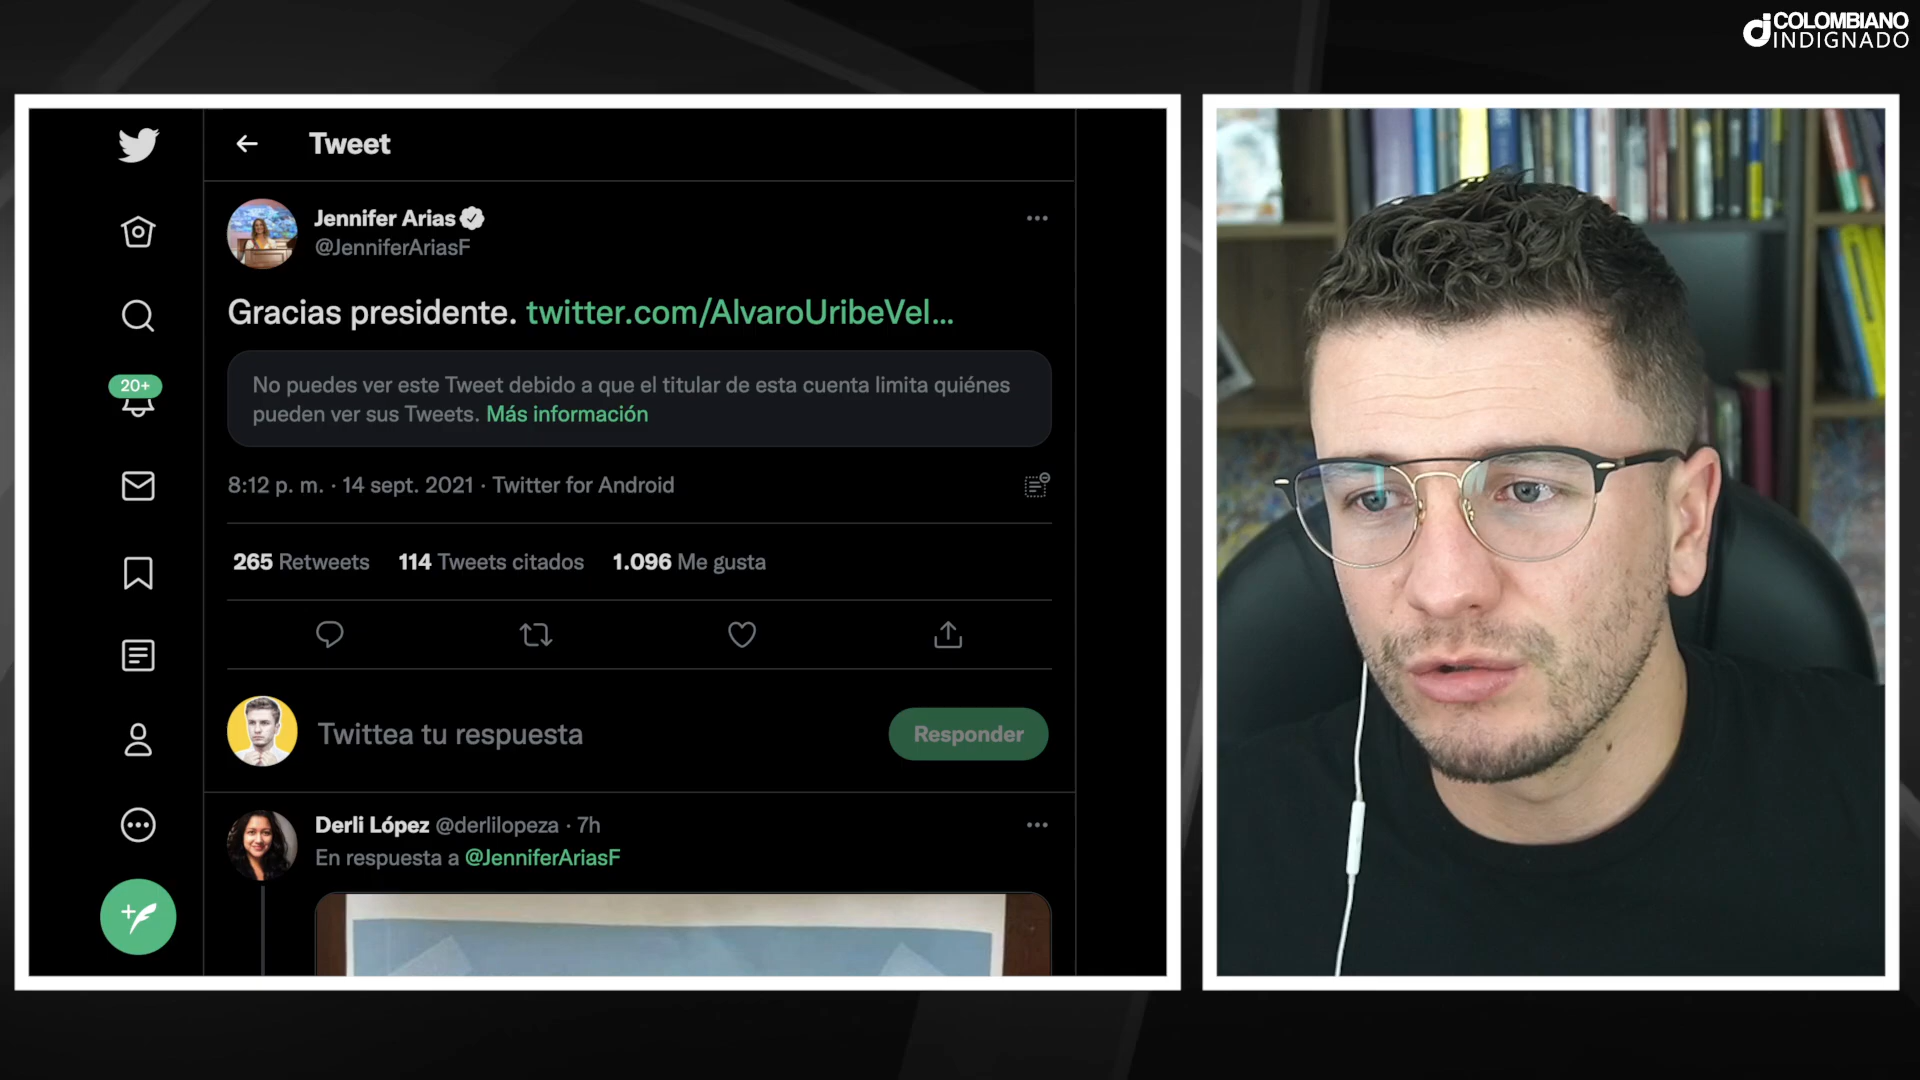 COLOMBIANO
INDIGNADO
Tweet
Jennifer Arias
@JenniferAriasF
Gracias presidente. twitter.com/AlvaroUribeVel...
No puedes ver este Tweet debido a que el titular de esta cuenta limita quiénes
pueden ver sus Tweets. Más información
8:12 p. m. · 14 sept. 2021 · Twitter for Android
265 Retweets 114 Tweets citados 1.096 Me gusta
20+
Twittea tu respuesta
Responder
Derli López @derlilopeza · 7h
En respuesta a @JenniferAriasF